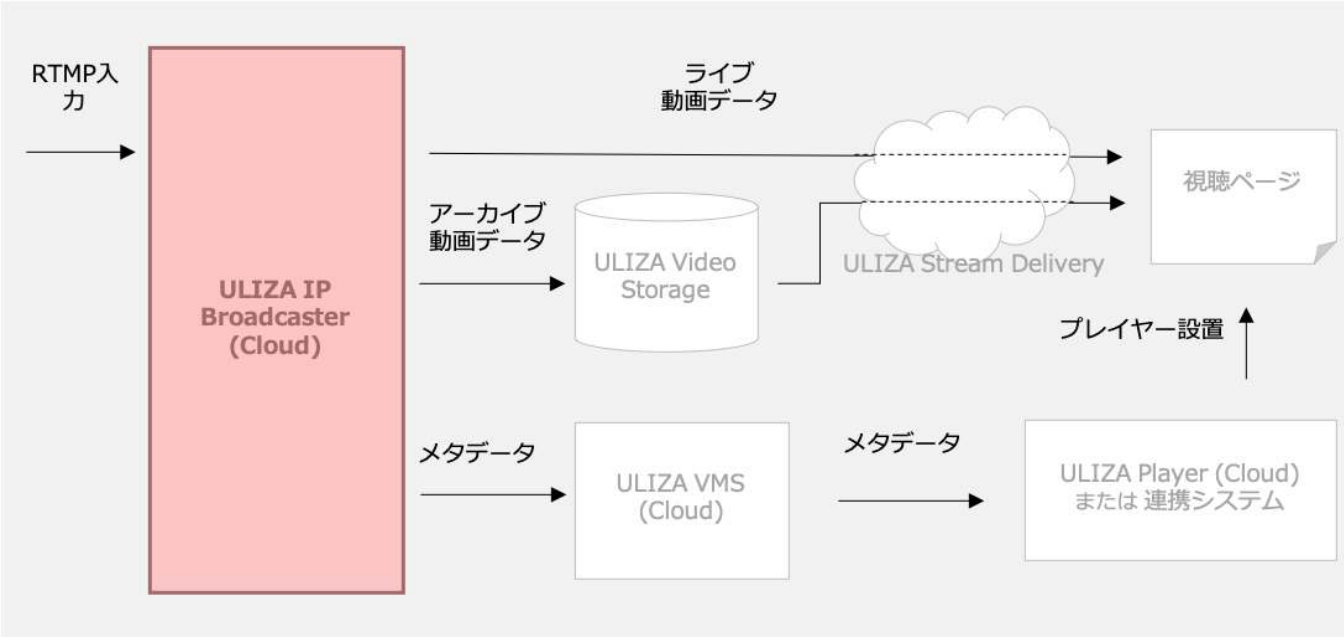 RTMP入
力
ライブ
動画データ
視聴ページ
アーカイブ
動画データ
ULIZA Video
Storage
ULIZA Stream Delivery
ULIZA IP
Broadcaster
(Cloud)
プレイヤー設置
メタデータ
ULIZA VMS
(Cloud)
メタデータ
ULIZA Player (Cloud)
または 連携システム